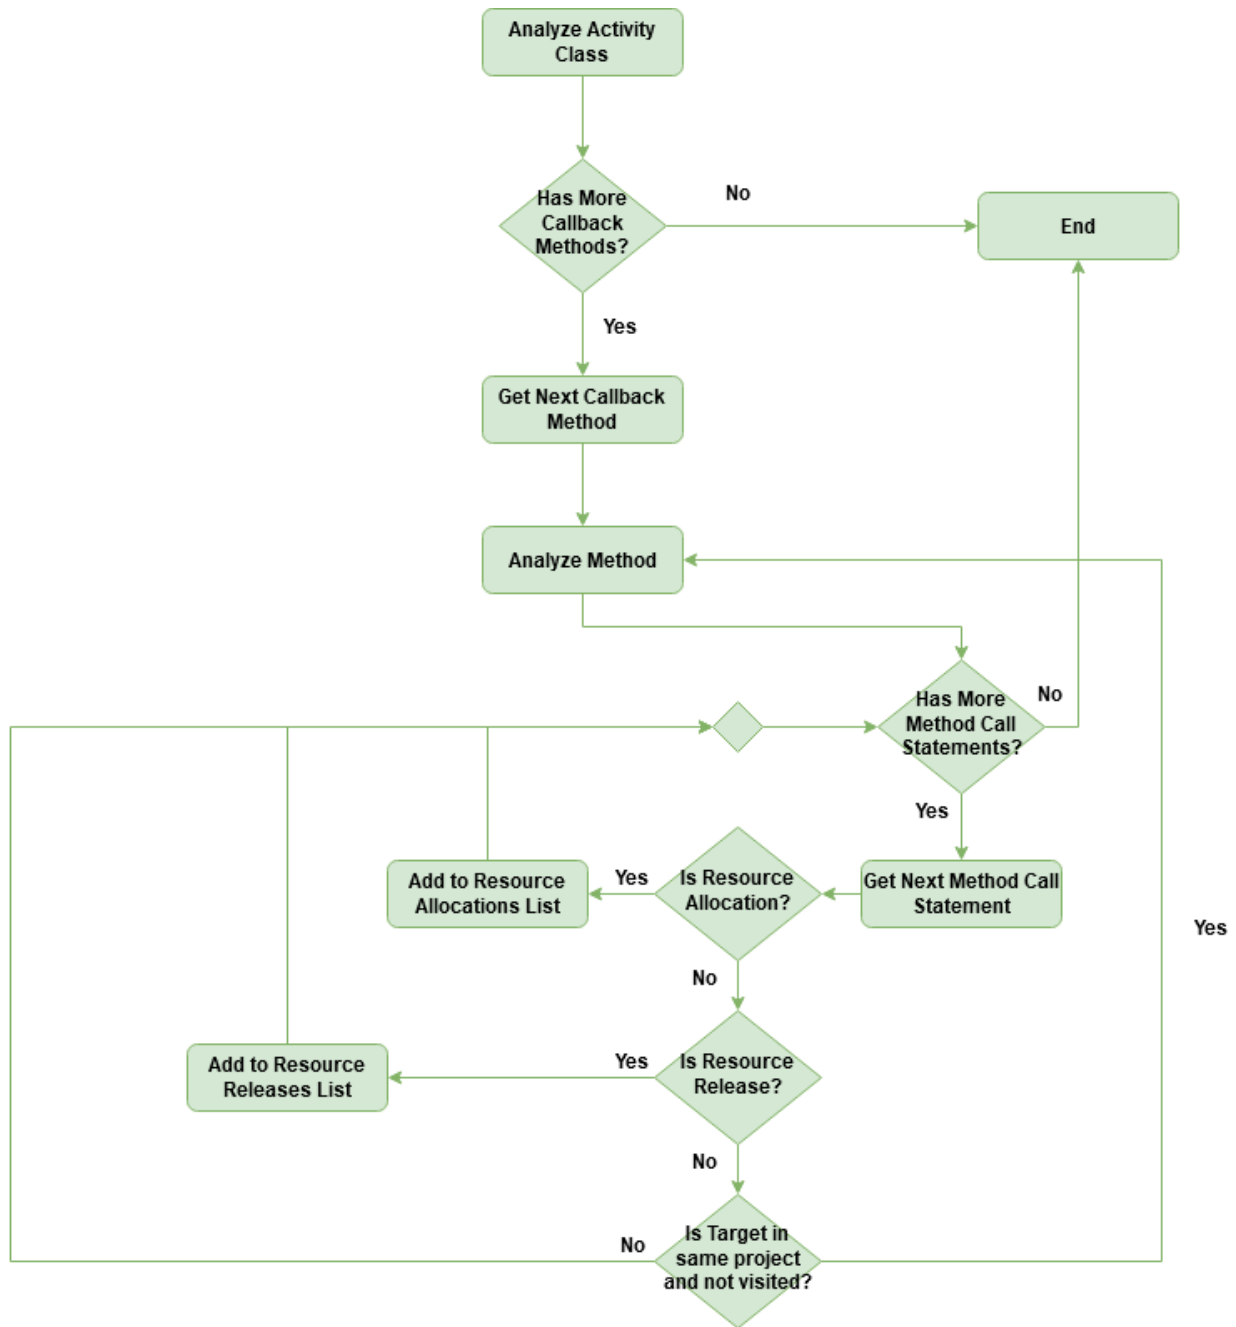 Analyze Activity
Class
Has More
Callback
Methods?
No
End
Yes
Get Next Callback
Method
Analyze Method
Has More
Method Call
Statements?
No
Yes
Get Next Method Call
Statement
Is Resource
Allocation?
Yes
Add to Resource
Allocations List
No
Yes
Is Resource
Release?
Yes
Add to Resource
Releases List
No
Is Target in
same project
and not visited?
No